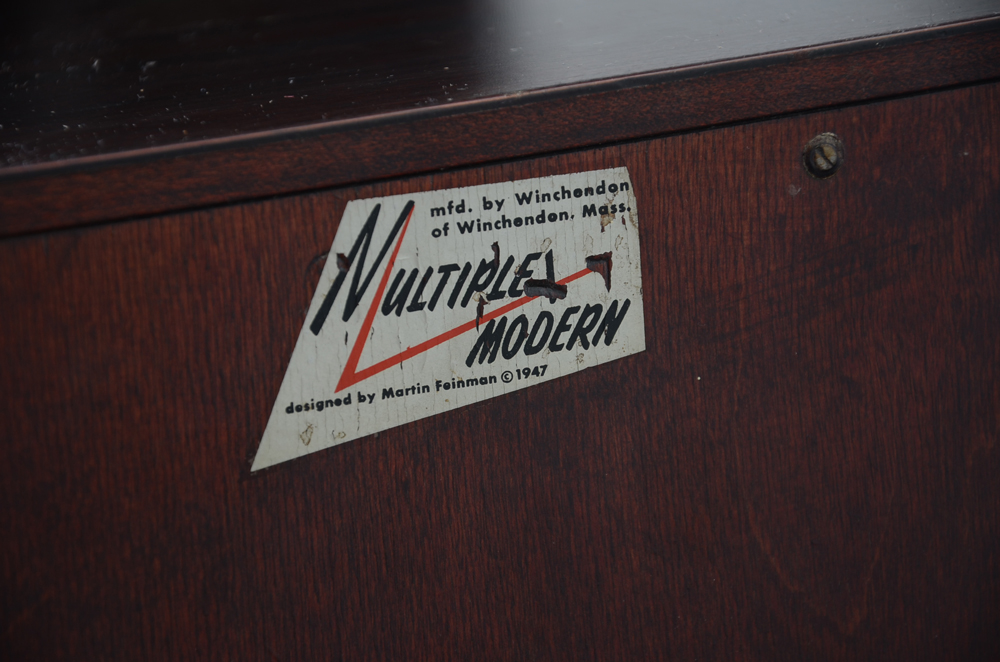 mfd. by Winchendon
of Winchendon, Mass.
MULTIPLE
MODERN
designed by Martin Feinman © 1947